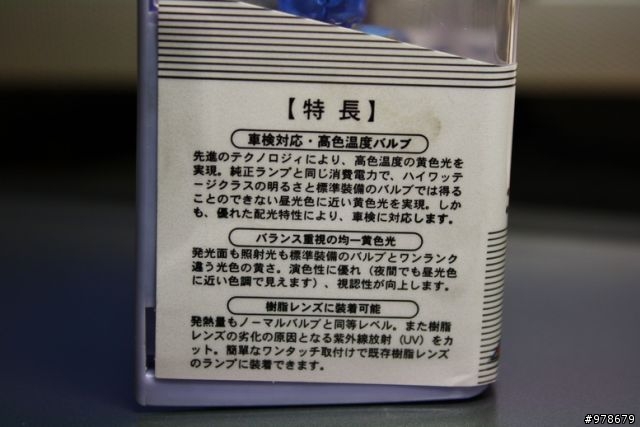 【特長】
車検対応・高色温度バルブ
先進のテクノロジィにより、高色温度の黄色光を
実現。純正ランプと同じ消費電力で、ハイワッテ
ージクラスの明るさと標準装備のバルブでは得る
ことのできない昼光色に近い黄色光を実現。しか
も、優れた配光特性により、車検に対応します。
バランス重視の均一黄色光
発光面も照射光も標準装備のバルブとワンランク
違う光色の黄さ。演色性に優れ（夜間でも昼光色
に近い色調で見えます）、視認性が向上します。
樹脂レンズに装着可能
発熱量もノーマルバルブと同等レベル。また樹脂
レンズの劣化の原因となる紫外線放射（UV）をカ
ット。簡単なワンタッチ取付けで既存樹脂レンズ
のランプに装着できます。
#978679